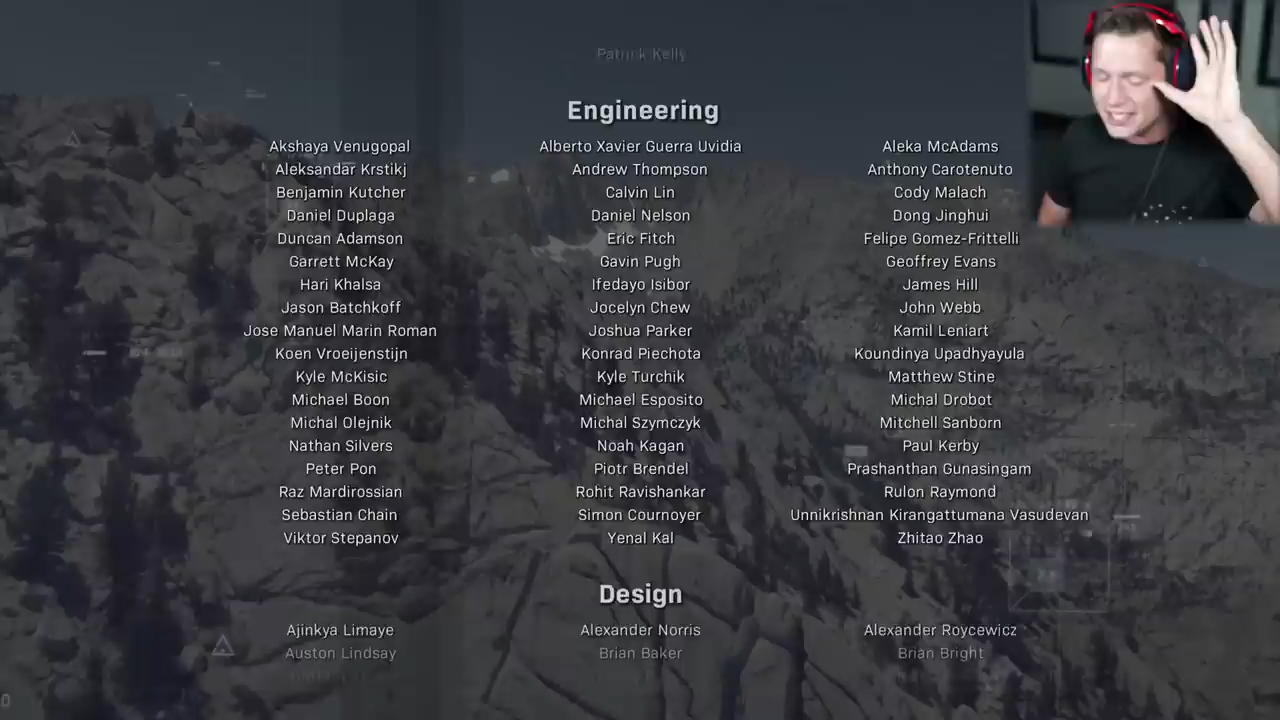 Patrick Kelly
Engineering
Akshaya Venugopal Alberto Xavier Guerra Uvidia Aleka McAdams
Aleksandar Krstikj Andrew Thompson Anthony Carotenuto
Benjamin Kutcher Calvin Lin Cody Malach
Daniel Duplaga Daniel Nelson Dong Jinghui
Duncan Adamson Eric Fitch Felipe Gomez-Frittelli
Garrett McKay Gavin Pugh Geoffrey Evans
Hari Khalsa Ifedayo Isibor James Hill
Jason Batchkoff Jocelyn Chew John Webb
Jose Manuel Marin Roman Joshua Parker Kamil Leniart
Koen Vroeijenstijn Konrad Piechota Koundinya Upadhyayula
Kyle McKisic Kyle Turchik Matthew Stine
Michael Boon Michael Esposito Michal Drobot
Michal Olejnik Michal Szymczyk Mitchell Sanborn
Nathan Silvers Noah Kagan Paul Kerby
Peter Pon Piotr Brendel Prashanthan Gunasingam
Raz Mardirossian Rohit Ravishankar Rulon Raymond
Sebastian Chain Simon Cournoyer Unnikrishnan Kirangattumana Vasudevan
Viktor Stepanov Yenal Kal Zhitao Zhao
Design
Ajinkya Limaye Alexander Norris Alexander Roycewicz
Auston Lindsay Brian Baker Brian Bright